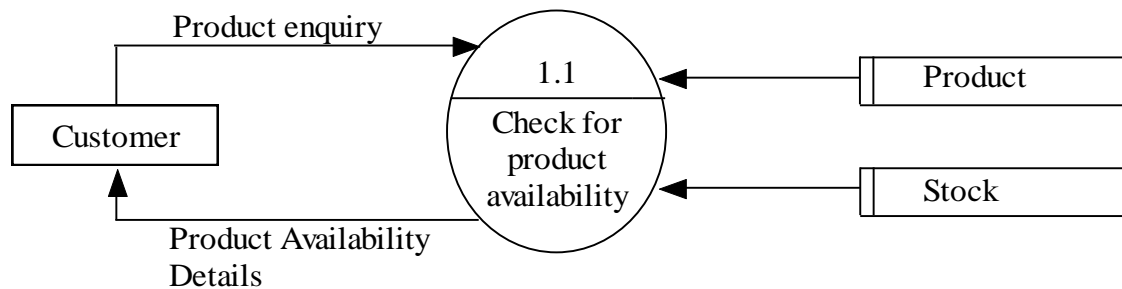 Product enquiry
Customer
Product Availability
Details
1.1
Check for
product
availability
Product
Stock